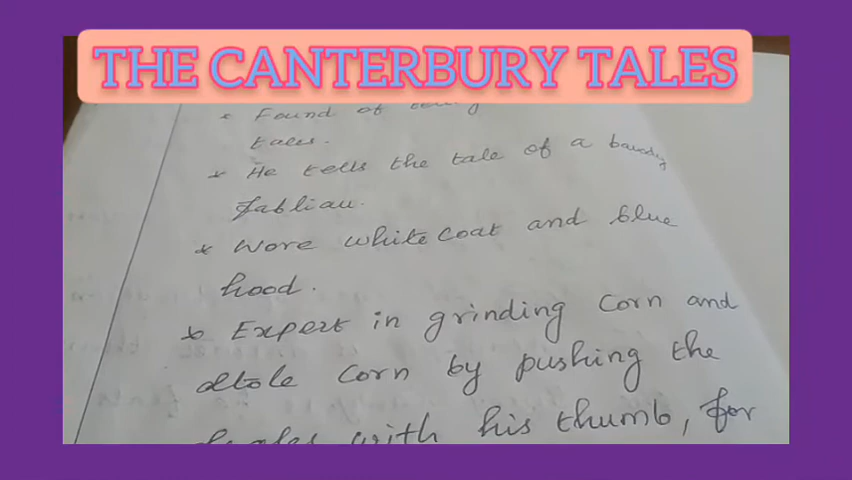 THE CANTERBURY TALES
* Found of
tales.
* He tells the tale of a bawdy
fabliau.
* Wore white coat and blue
hood.
* Expert in grinding corn and
stole corn by pushing the
with his thumb, for